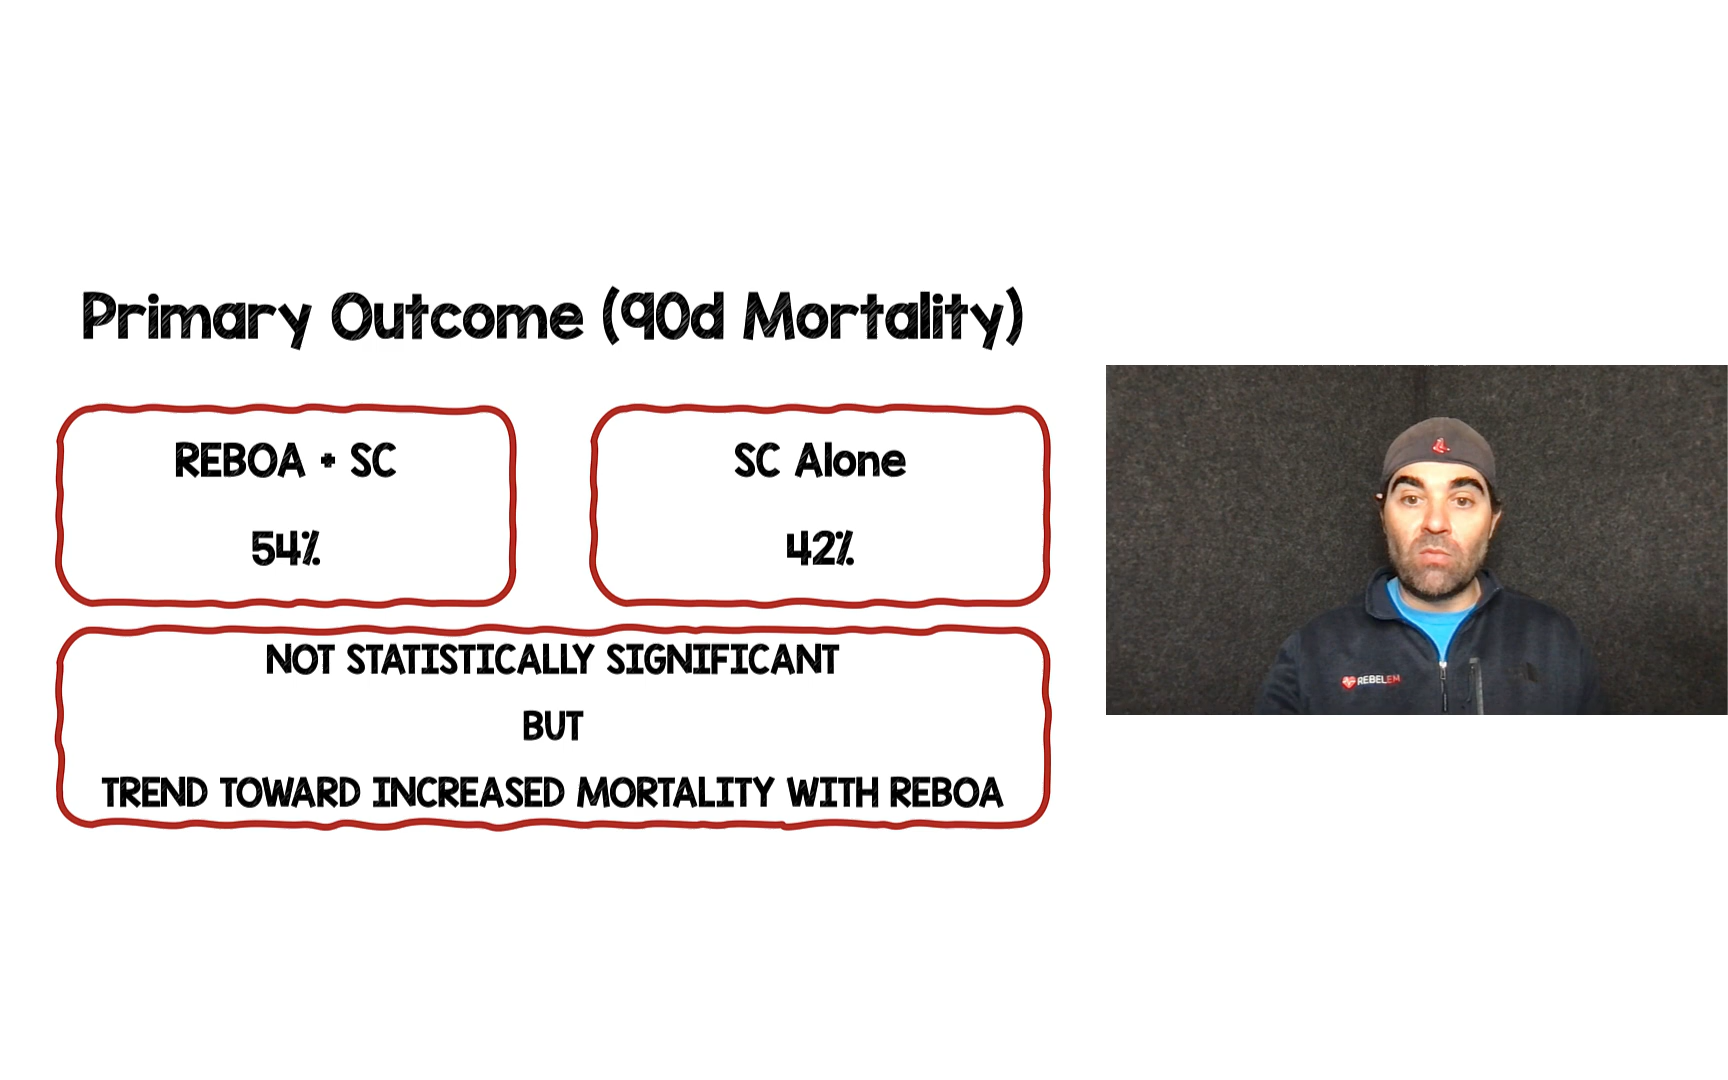 Primary Outcome (90d Mortality)
REBOA + SC
54%
SC Alone
42%
NOT STATISTICALLY SIGNIFICANT
BUT
TREND TOWARD INCREASED MORTALITY WITH REBOA
REBELEM